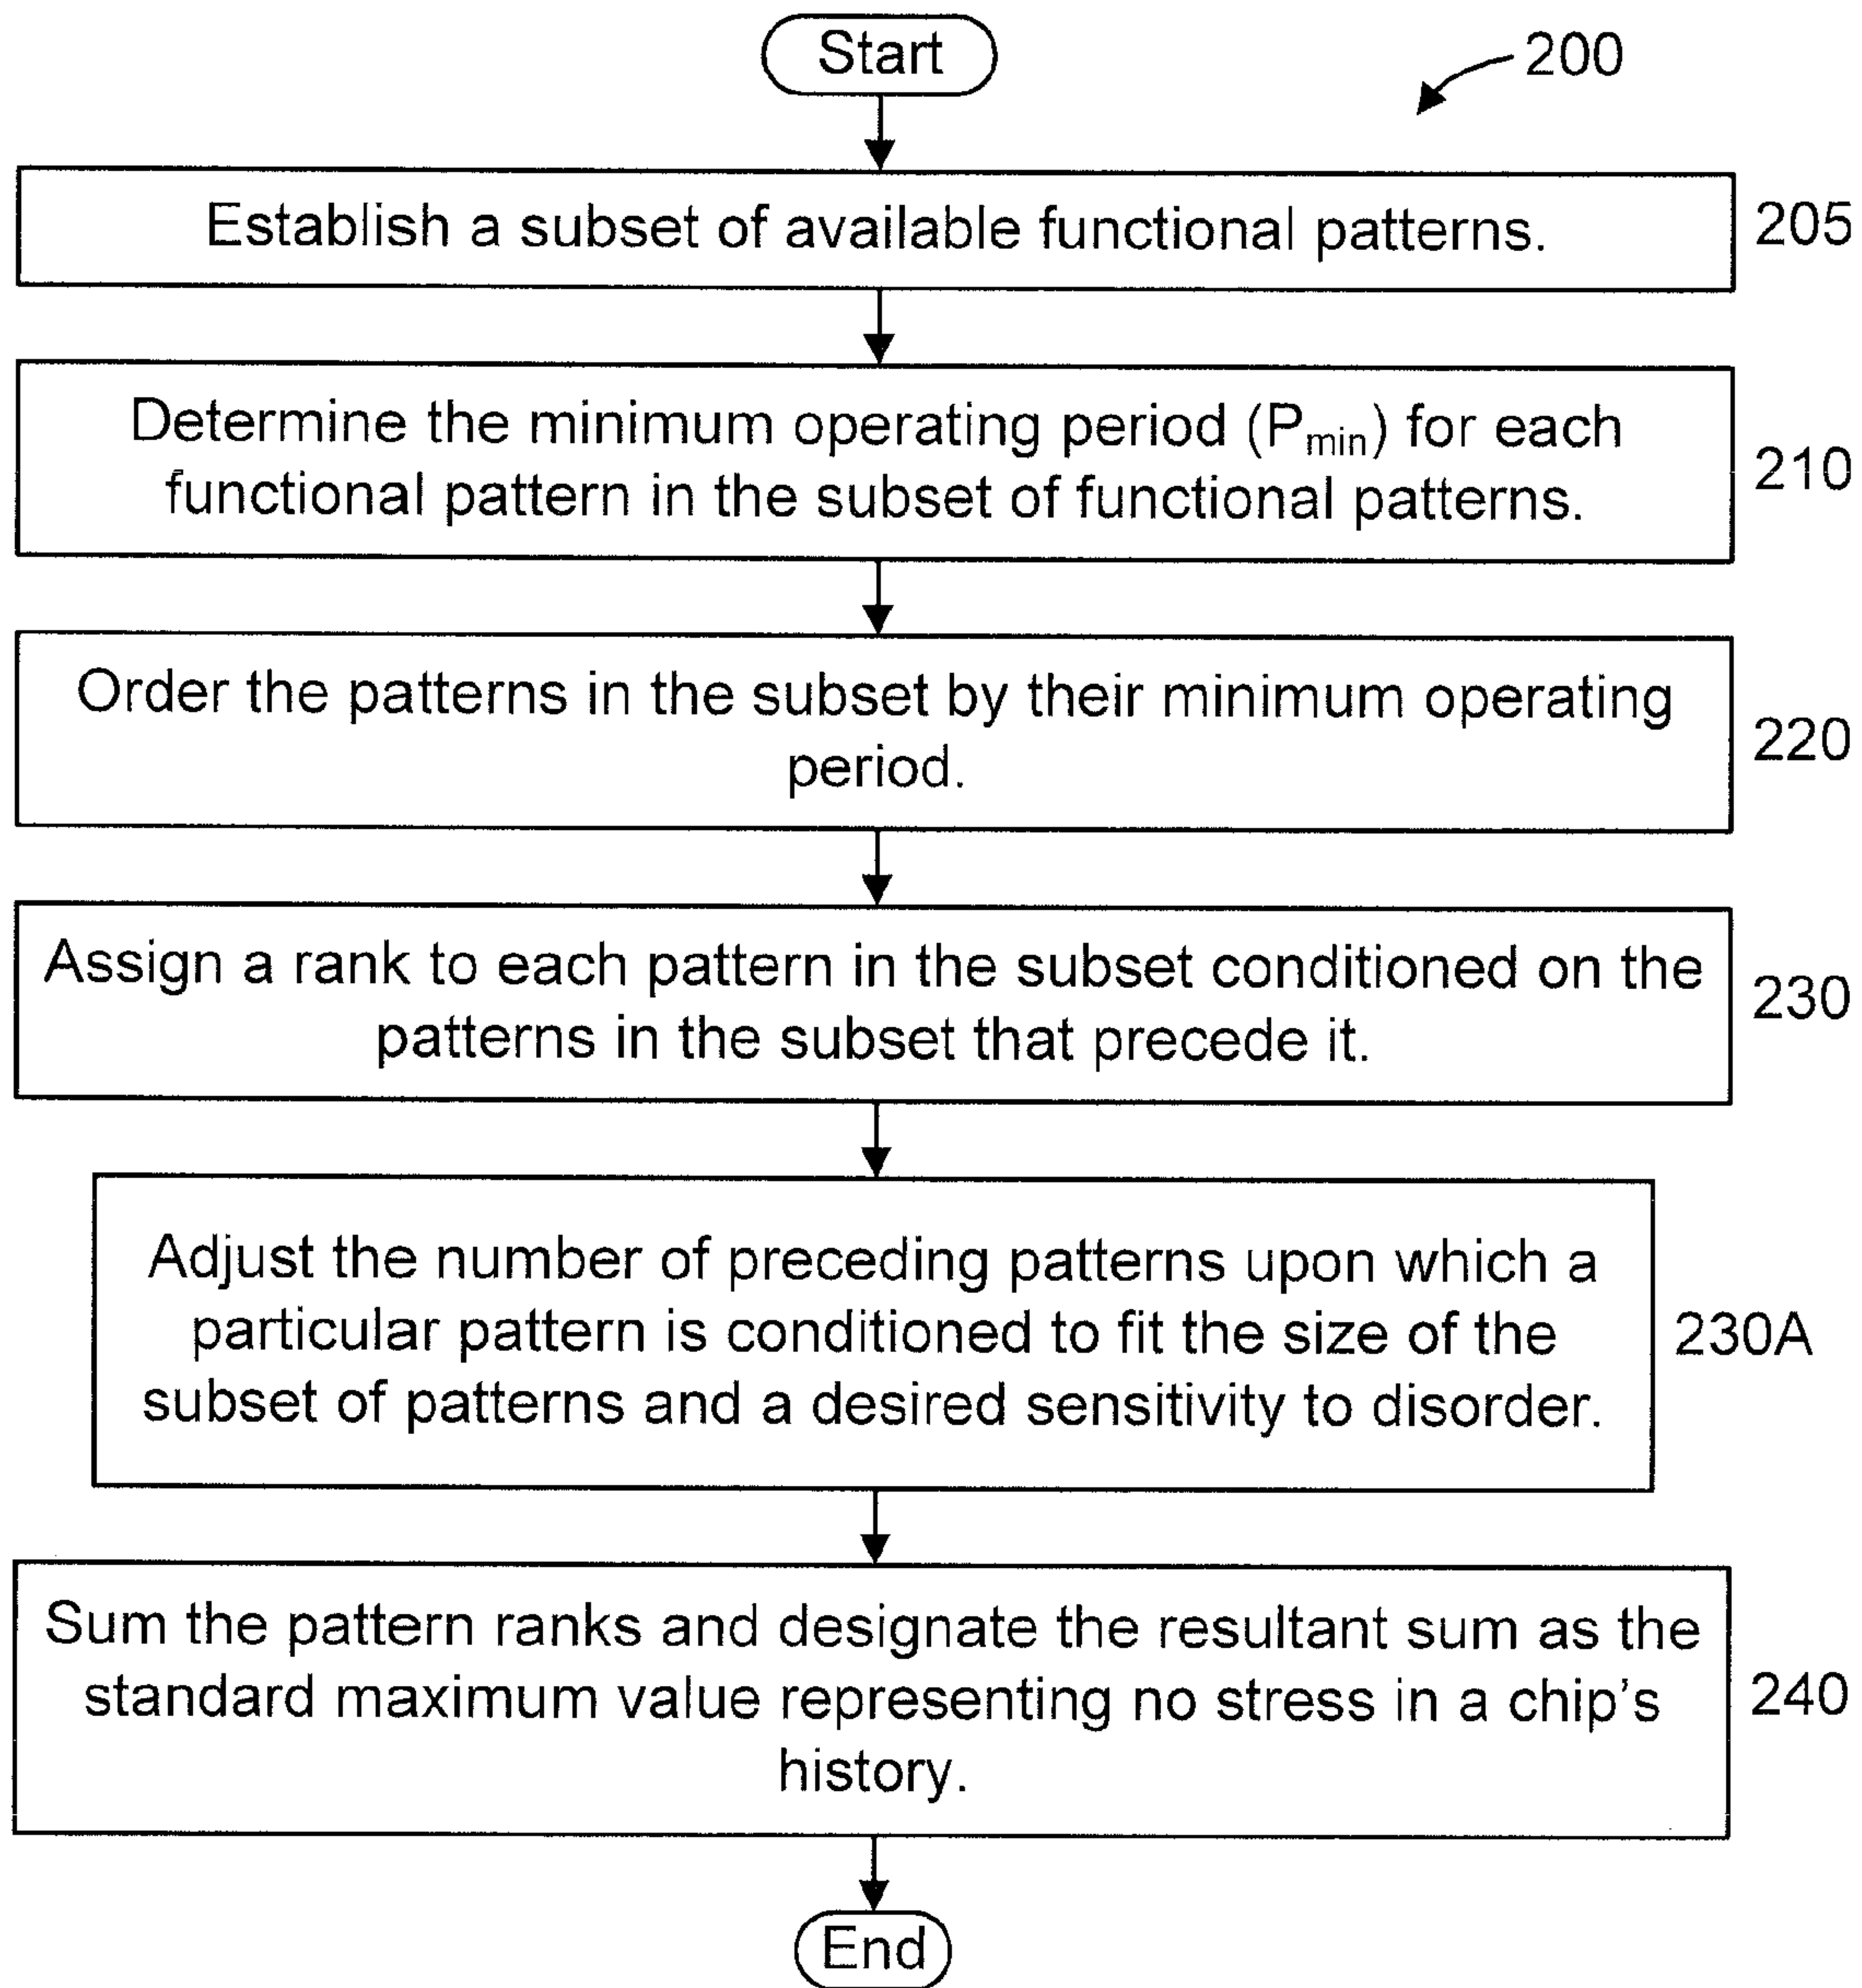 Start
200
Establish a subset of available functional patterns.
205
Determine the minimum operating period (Pmin) for each
functional pattern in the subset of functional patterns.
210
Order the patterns in the subset by their minimum operating
period.
220
Assign a rank to each pattern in the subset conditioned on the
patterns in the subset that precede it.
230
Adjust the number of preceding patterns upon which a
particular pattern is conditioned to fit the size of the
subset of patterns and a desired sensitivity to disorder.
230A
Sum the pattern ranks and designate the resultant sum as the
standard maximum value representing no stress in a chip's
history.
240
End